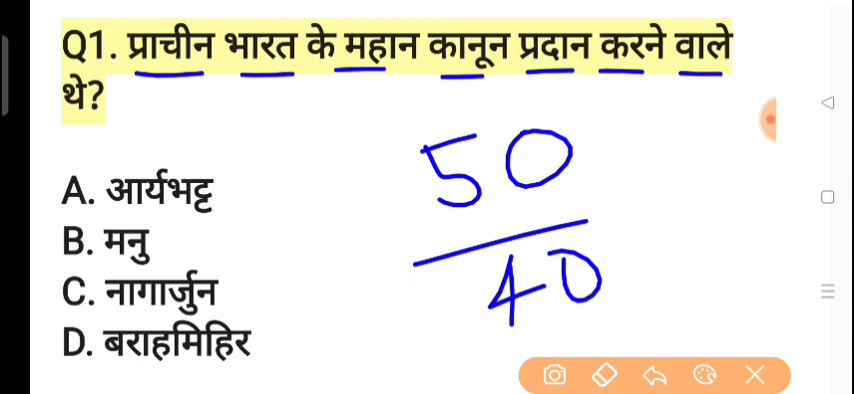 Q1. प्राचीन भारत के महान कानून प्रदान करने वाले
थे?
50
40
A. आर्यभट्ट
B. मनु
C. नागार्जुन
D. बराहमिहिर